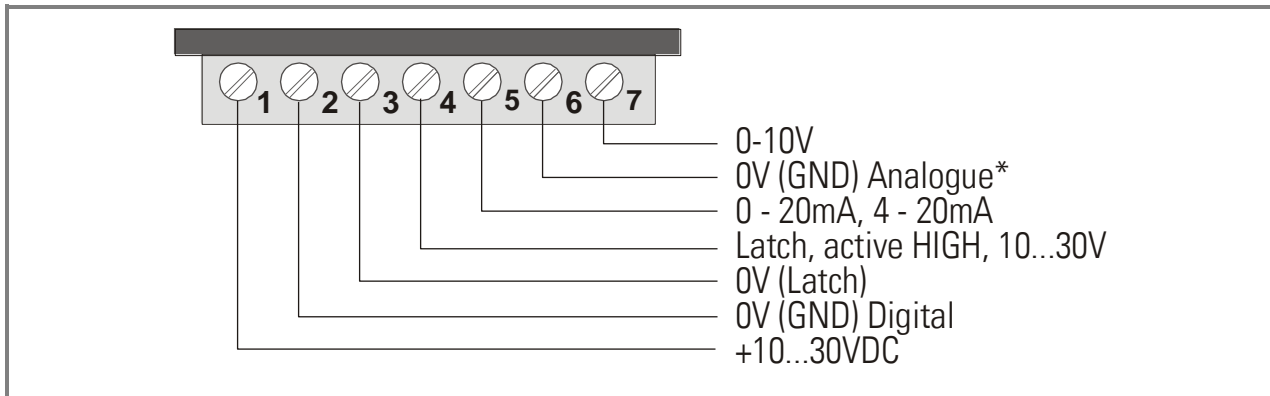 1 2 3 4 5 6 7
0-10V
0V (GND) Analogue*
0 - 20mA, 4 - 20mA
Latch, active HIGH, 10...30V
0V (Latch)
0V (GND) Digital
+10...30VDC